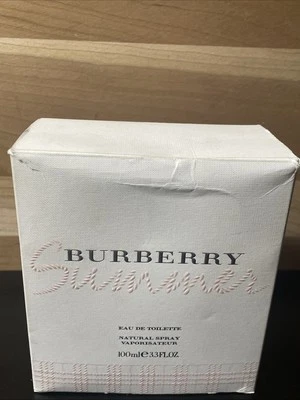 BURBERRY
Summer
EAU DE TOILETTE
NATURAL SPRAY
VAPORISATEUR
100ml ℮ 3.3FL.OZ